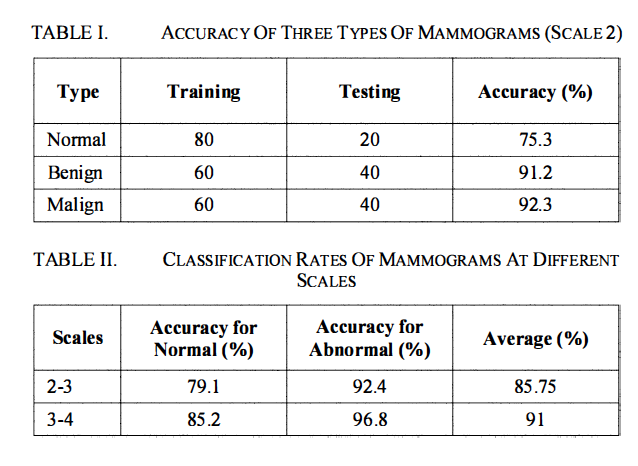 TABLE I. ACCURACY OF THREE TYPES OF MAMMOGRAMS (SCALE 2)
Type Training Testing Accuracy (%)
Normal 80 20 75.3
Benign 60 40 91.2
Malign 60 40 92.3
TABLE II. CLASSIFICATION RATES OF MAMMOGRAMS AT DIFFERENT
SCALES
Scales Accuracy for Normal (%) Accuracy for Abnormal (%) Average (%)
2-3 79.1 92.4 85.75
3-4 85.2 96.8 91